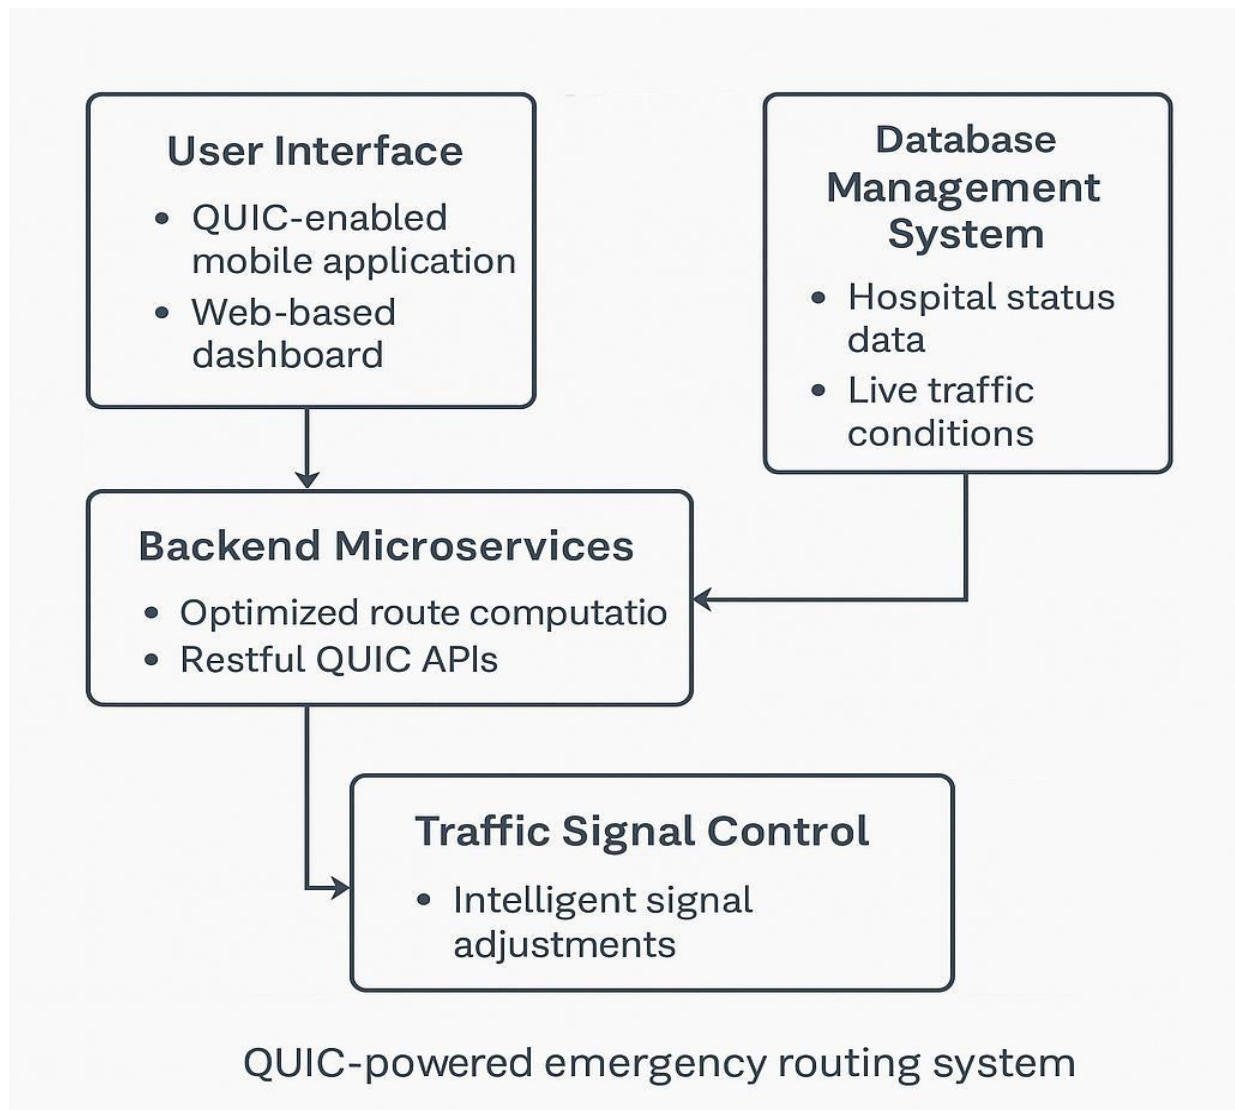 User Interface
• QUIC-enabled
mobile application
• Web-based
dashboard
Database
Management
System
• Hospital status
data
• Live traffic
conditions
Backend Microservices
• Optimized route computatio
• Restful QUIC APIs
Traffic Signal Control
• Intelligent signal
adjustments
QUIC-powered emergency routing system